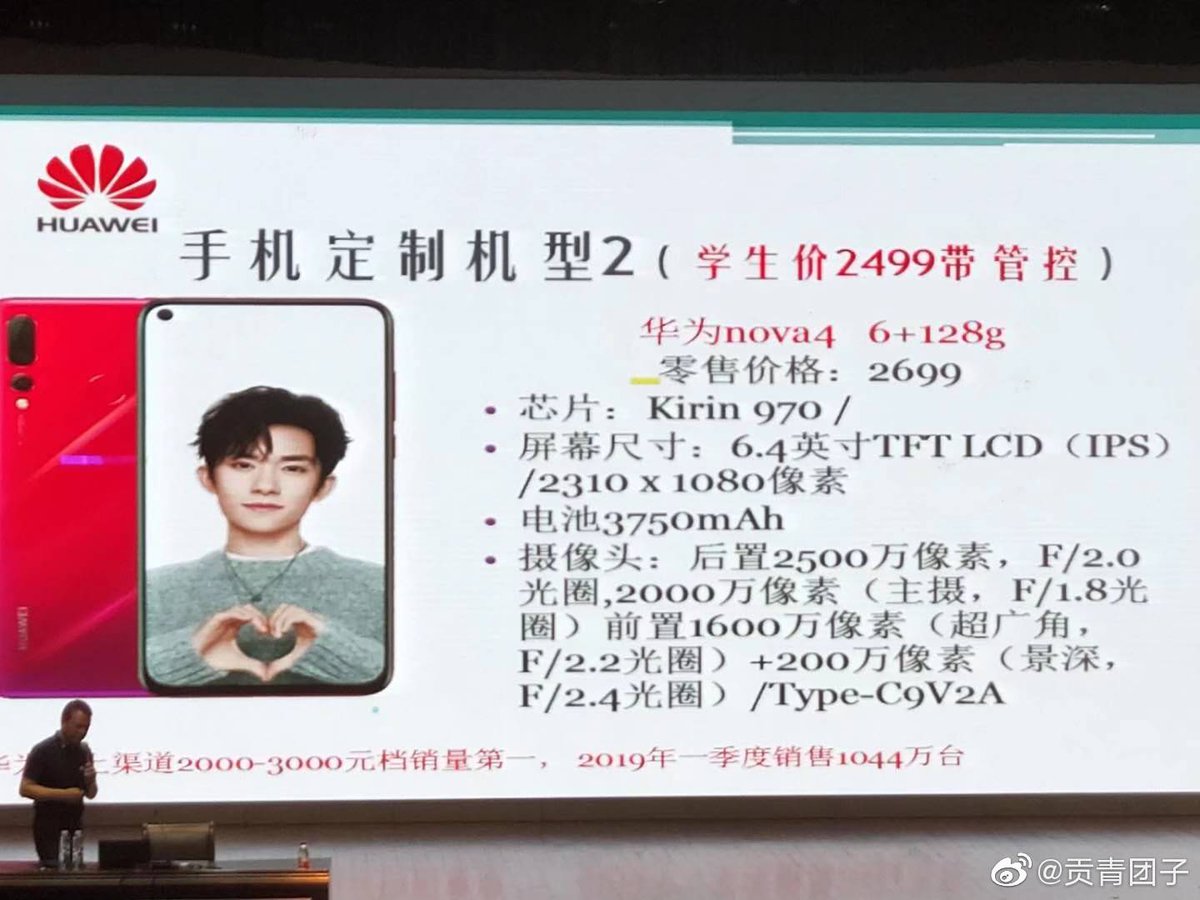 HUAWEI
手机定制机型2（学生价2499带管控）
华为nova4 6+128g
零售价格：2699
• 芯片：Kirin 970 /
• 屏幕尺寸：6.4英寸TFT LCD（IPS）
/2310 x 1080像素
• 电池3750mAh
• 摄像头：后置2500万像素，F/2.0
光圈,2000万像素（主摄，F/1.8光
圈）前置1600万像素（超广角，
F/2.2光圈）+200万像素（景深，
F/2.4光圈）/Type-C9V2A
HUAWEI
渠道2000-3000元档销量第一，2019年一季度销售1044万台
@贡青团子